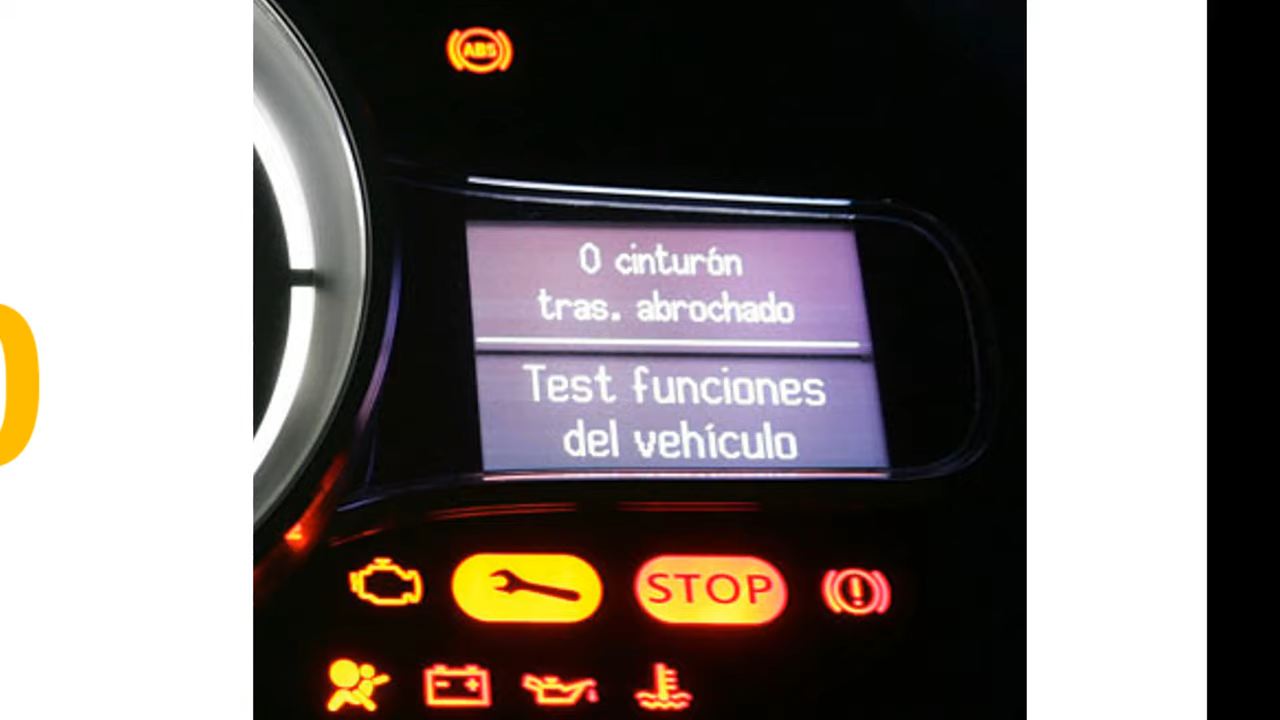 ABS
0 cinturón
tras. abrochado
Test funciones
del vehículo
STOP